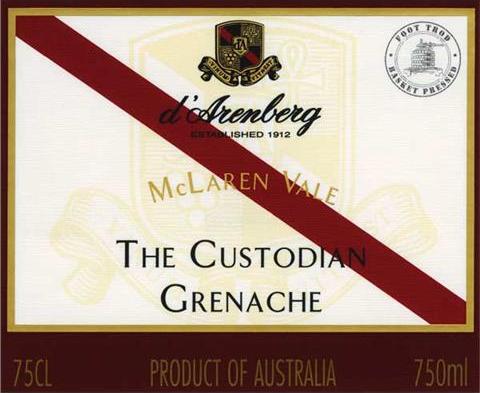 FOOT TROD
BASKET PRESSED
d'Arenberg
ESTABLISHED 1912
McLAREN VALE
THE CUSTODIAN
GRENACHE
75CL PRODUCT OF AUSTRALIA 750ml